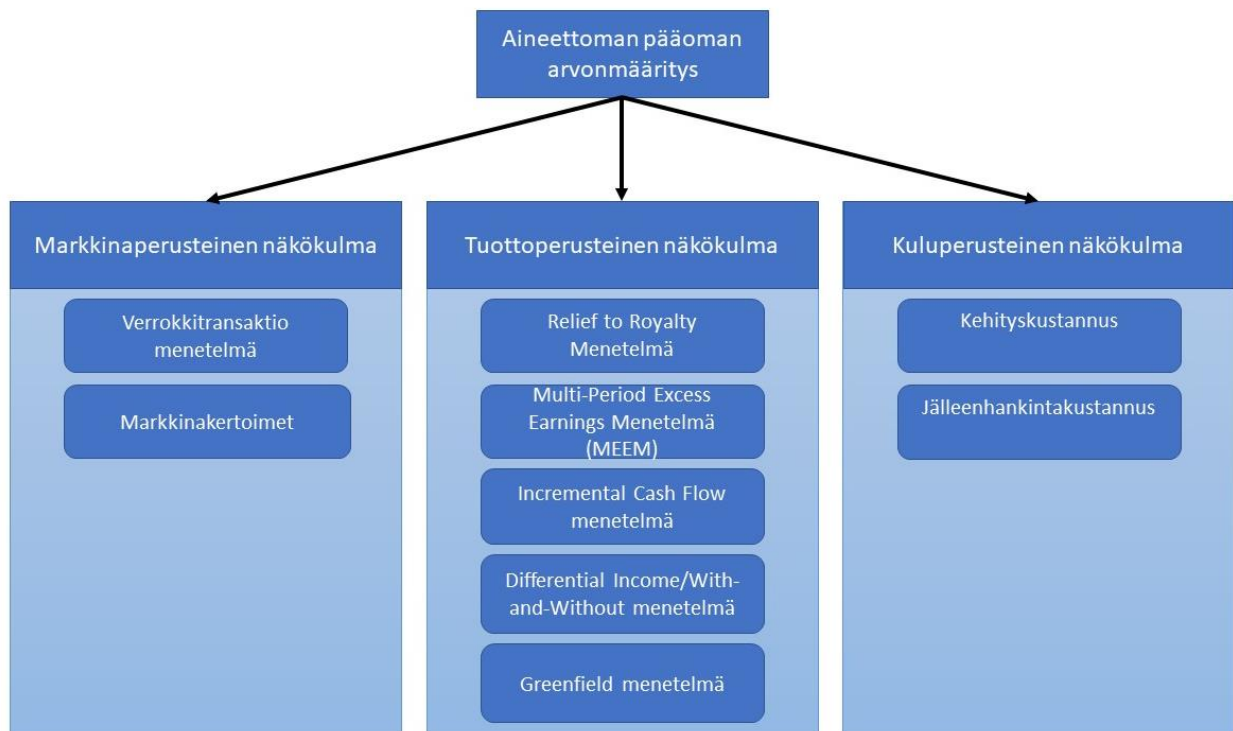 Aineettoman pääoman
arvonmääritys
Markkinaperusteinen näkökulma
Verrokkitransaktio
menetelmä
Markkinakertoimet
Tuottoperusteinen näkökulma
Relief to Royalty
Menetelmä
Multi-Period Excess
Earnings Menetelmä
(MEEM)
Incremental Cash Flow
menetelmä
Differential Income/With-
and-Without menetelmä
Greenfield menetelmä
Kuluperusteinen näkökulma
Kehityskustannus
Jälleenhankintakustannus